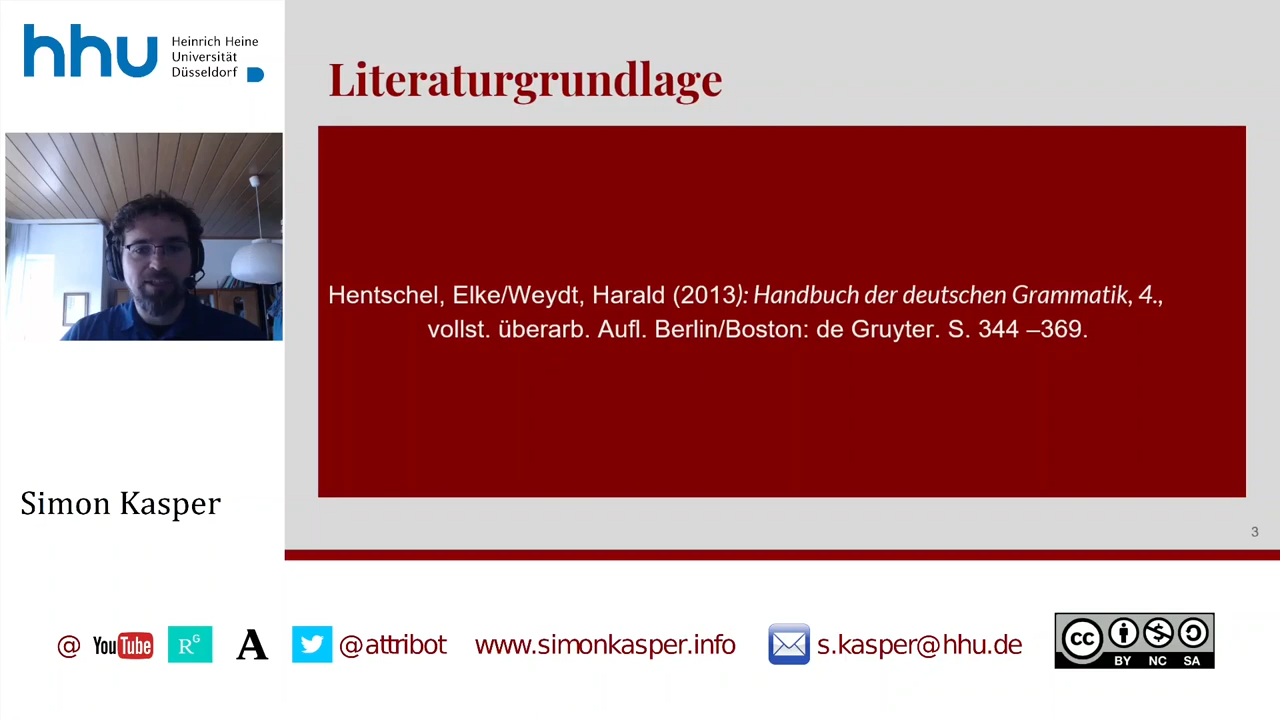 hhu
Heinrich Heine
Universität
Düsseldorf
Literaturgrundlage
Hentschel, Elke/Weydt, Harald (2013): Handbuch der deutschen Grammatik, 4.,
vollst. überarb. Aufl. Berlin/Boston: de Gruyter. S. 344 –369.
Simon Kasper
3
@ YouTube RG A @attribot www.simonkasper.info s.kasper@hhu.de cc BY NC SA